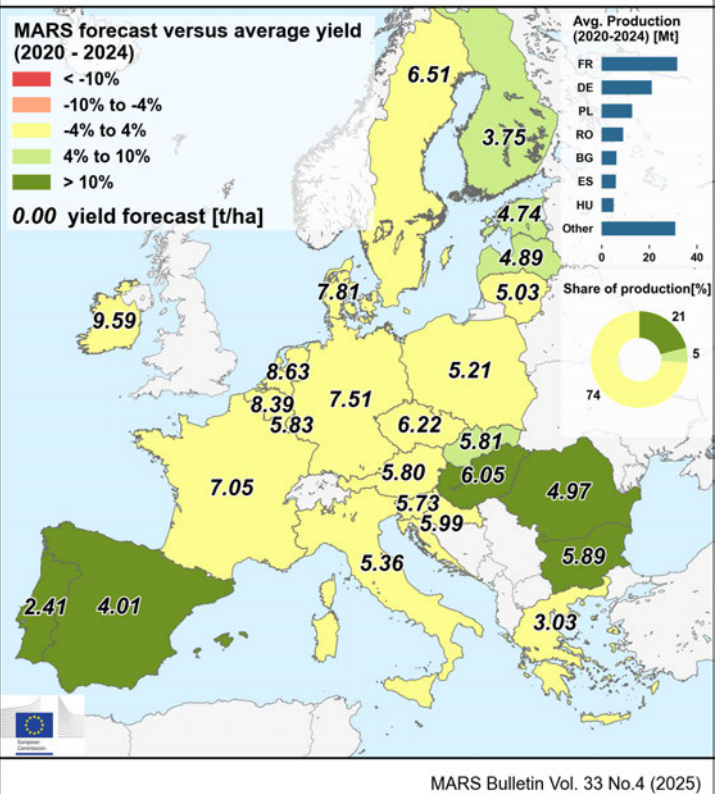 MARS forecast versus average yield
(2020 - 2024)
< -10%
-10% to -4%
-4% to 4%
4% to 10%
> 10%
0.00 yield forecast [t/ha]
Avg. Production
(2020-2024) [Mt]
FR
DE
PL
RO
BG
ES
HU
Other
0 20 40
Share of production[%]
21
5
74
6.51
3.75
4.74
4.89
5.03
7.81
9.59
8.63
7.51
5.21
8.39
5.83
6.22
5.81
5.80
6.05
7.05
4.97
5.73
5.99
5.89
5.36
2.41
4.01
3.03
European
Commission
MARS Bulletin Vol. 33 No.4 (2025)